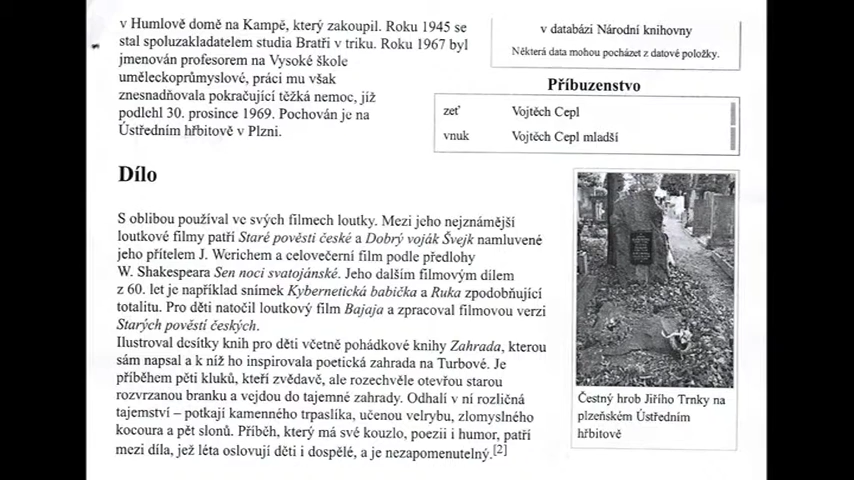 v Humlově domě na Kampě, který zakoupil. Roku 1945 se
stal spoluzakladatelem studia Bratři v triku. Roku 1967 byl
jmenován profesorem na Vysoké škole
uměleckoprůmyslové, práci mu však
znesnadňovala pokračující těžká nemoc, jíž
podlehl 30. prosince 1969. Pochován je na
Ústředním hřbitově v Plzni.
v databázi Národní knihovny
Některá data mohou pocházet z datové položky.
Příbuzenstvo
zeť Vojtěch Cepl
vnuk Vojtěch Cepl mladší
Dílo
S oblibou používal ve svých filmech loutky. Mezi jeho nejznámější
loutkové filmy patří Staré pověsti české a Dobrý voják Švejk namluvené
jeho přítelem J. Werichem a celovečerní film podle předlohy
W. Shakespeara Sen noci svatojánské. Jeho dalším filmovým dílem
z 60. let je například snímek Kybernetická babička a Ruka zpodobňující
totalitu. Pro děti natočil loutkový film Bajaja a zpracoval filmovou verzi
Starých pověstí českých.
Ilustroval desítky knih pro děti včetně pohádkové knihy Zahrada, kterou
sám napsal a k níž ho inspirovala poetická zahrada na Turbové. Je
příběhem pěti kluků, kteří zvědavě, ale rozechvěle otevřou starou
rozvrzanou branku a vejdou do tajemné zahrady. Odhalí v ní rozličná
tajemství – potkají kamenného trpaslíka, učenou velrybu, zlomyslného
kocoura a pět slonů. Příběh, který má své kouzlo, poezii i humor, patří
mezi díla, jež léta oslovují děti i dospělé, a je nezapomenutelný.[2]
Čestný hrob Jiřího Trnky na
plzeňském Ústředním
hřbitově